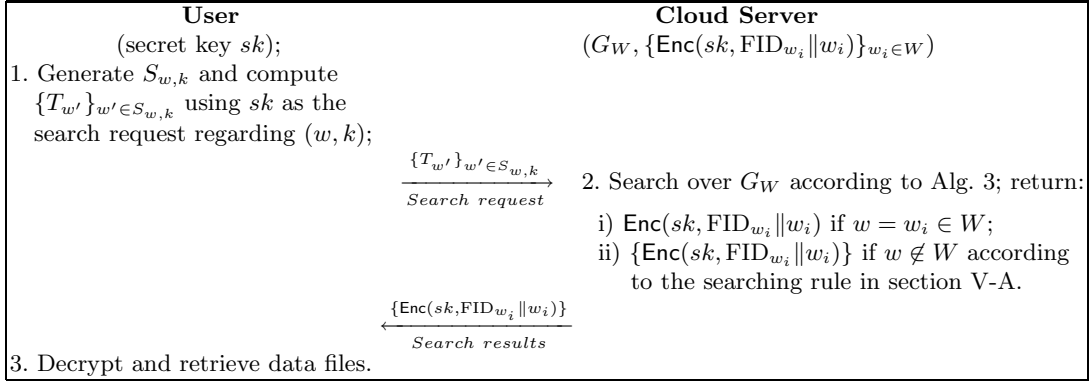 User Cloud Server
(secret key sk); (G_W, {Enc(sk, FID_{w_i}‖w_i)}_{w_i∈W})
1. Generate S_{w,k} and compute
{T_{w′}}_{w′∈S_{w,k}} using sk as the
search request regarding (w, k);
{T_{w′}}_{w′∈S_{w,k}}
Search request
2. Search over G_W according to Alg. 3; return:
i) Enc(sk, FID_{w_i}‖w_i) if w = w_i ∈ W;
ii) {Enc(sk, FID_{w_i}‖w_i)} if w ∉ W according
to the searching rule in section V-A.
{Enc(sk,FID_{w_i}‖w_i)}
Search results
3. Decrypt and retrieve data files.